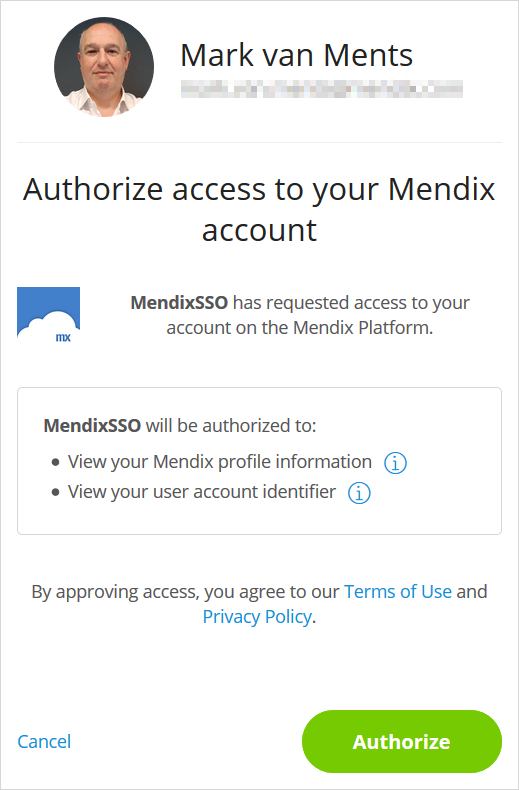 Mark van Ments
Authorize access to your Mendix
account
MendixSSO has requested access to your
account on the Mendix Platform.
mx
MendixSSO will be authorized to:
• View your Mendix profile information i
• View your user account identifier i
By approving access, you agree to our Terms of Use and
Privacy Policy.
Cancel
Authorize